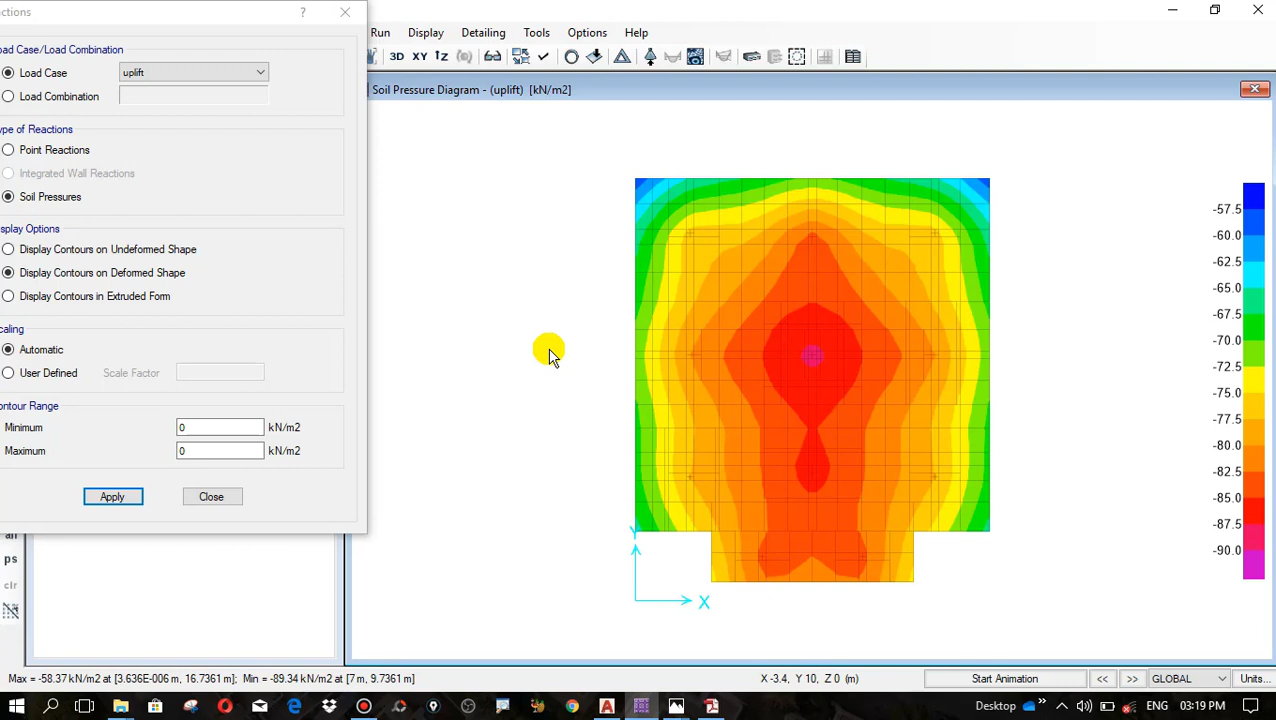 ctions ? ×
oad Case/Load Combination
Load Case uplift
Load Combination
ype of Reactions
Point Reactions
Integrated Wall Reactions
Soil Pressures
isplay Options
Display Contours on Undeformed Shape
Display Contours on Deformed Shape
Display Contours in Extruded Form
caling
Automatic
User Defined Scale Factor
ontour Range
Minimum 0 kN/m2
Maximum 0 kN/m2
Apply Close
all
ps
clr
Run Display Detailing Tools Options Help
3D XY
Soil Pressure Diagram - (uplift) [kN/m2]
-57.5
-60.0
-62.5
-65.0
-67.5
-70.0
-72.5
-75.0
-77.5
-80.0
-82.5
-85.0
-87.5
-90.0
Y
X
Max = -58.37 kN/m2 at [3.636E-006 m, 16.7361 m]; Min = -89.34 kN/m2 at [7 m, 9.7361 m] X -3.4, Y 10, Z 0 (m) Start Animation << >> GLOBAL Units...
Desktop ENG 03:19 PM